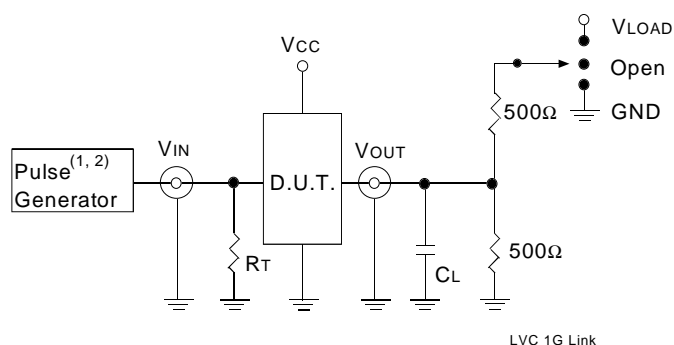 VLOAD
VCC
Open
500Ω
GND
VIN
VOUT
Pulse(1, 2)
Generator
D.U.T.
500Ω
RT
CL
LVC 1G Link